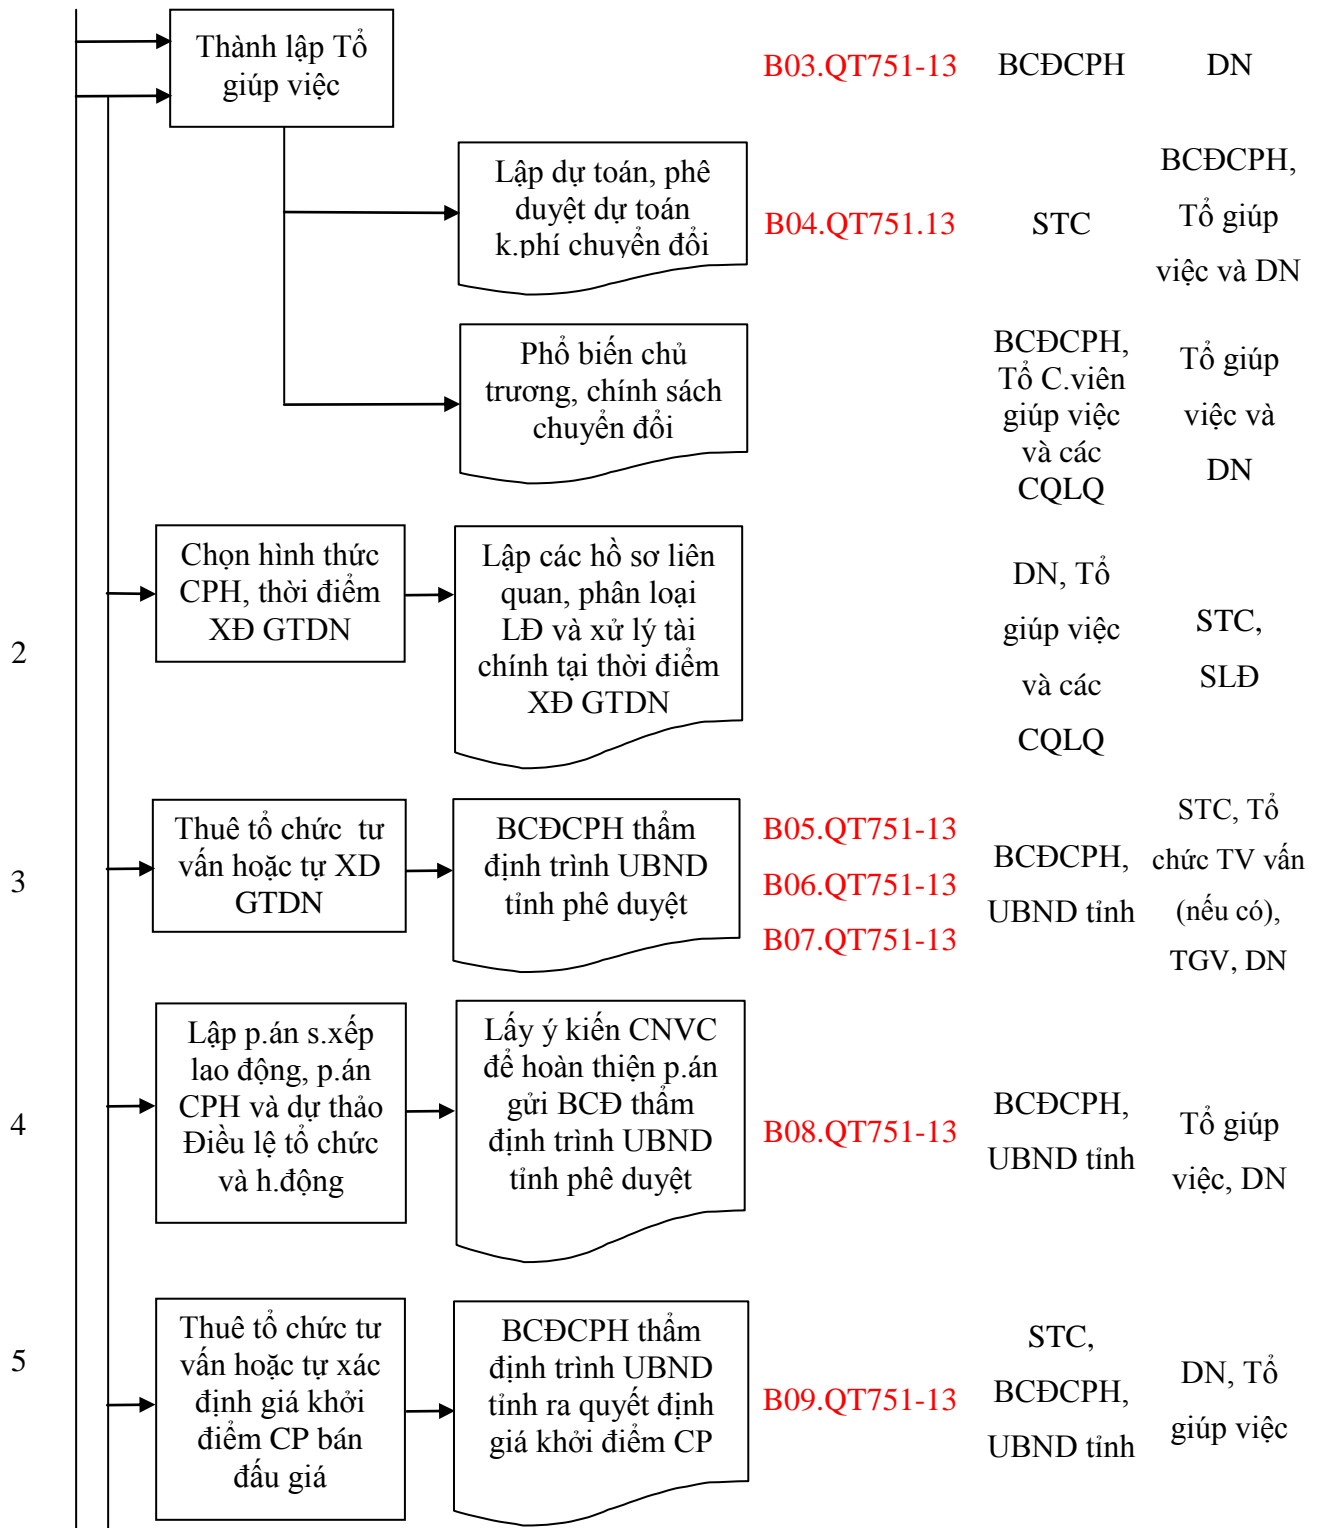 Thành lập Tổ
giúp việc
B03.QT751-13
BCĐCPH
DN
Lập dự toán, phê
duyệt dự toán
k.phí chuyển đổi
B04.QT751.13
STC
BCĐCPH,
Tổ giúp
việc và DN
Phổ biến chủ
trương, chính sách
chuyển đổi
BCĐCPH,
Tổ C.viên
giúp việc
và các
CQLQ
Tổ giúp
việc và
DN
2
Chọn hình thức
CPH, thời điểm
XĐ GTDN
Lập các hồ sơ liên
quan, phân loại
LĐ và xử lý tài
chính tại thời điểm
XĐ GTDN
DN, Tổ
giúp việc
và các
CQLQ
STC,
SLĐ
3
Thuê tổ chức tư
vấn hoặc tự XD
GTDN
BCĐCPH thẩm
định trình UBND
tỉnh phê duyệt
B05.QT751-13
B06.QT751-13
B07.QT751-13
BCĐCPH,
UBND tỉnh
STC, Tổ
chức TV vấn
(nếu có),
TGV, DN
4
Lập p.án s.xếp
lao động, p.án
CPH và dự thảo
Điều lệ tổ chức
và h.động
Lấy ý kiến CNVC
để hoàn thiện p.án
gửi BCĐ thẩm
định trình UBND
tỉnh phê duyệt
B08.QT751-13
BCĐCPH,
UBND tỉnh
Tổ giúp
việc, DN
5
Thuê tổ chức tư
vấn hoặc tự xác
định giá khởi
điểm CP bán
đấu giá
BCĐCPH thẩm
định trình UBND
tỉnh ra quyết định
giá khởi điểm CP
B09.QT751-13
STC,
BCĐCPH,
UBND tỉnh
DN, Tổ
giúp việc